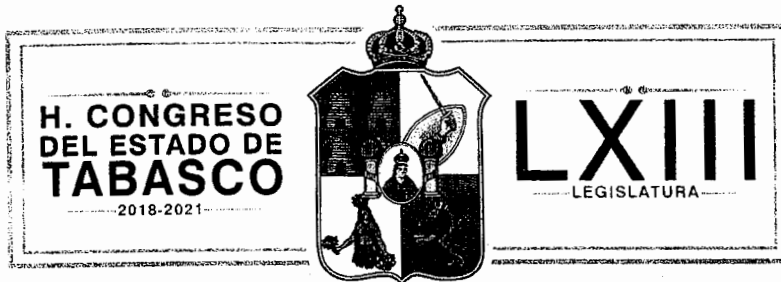 H. CONGRESO
DEL ESTADO DE
TABASCO
2018-2021
LXIII
LEGISLATURA